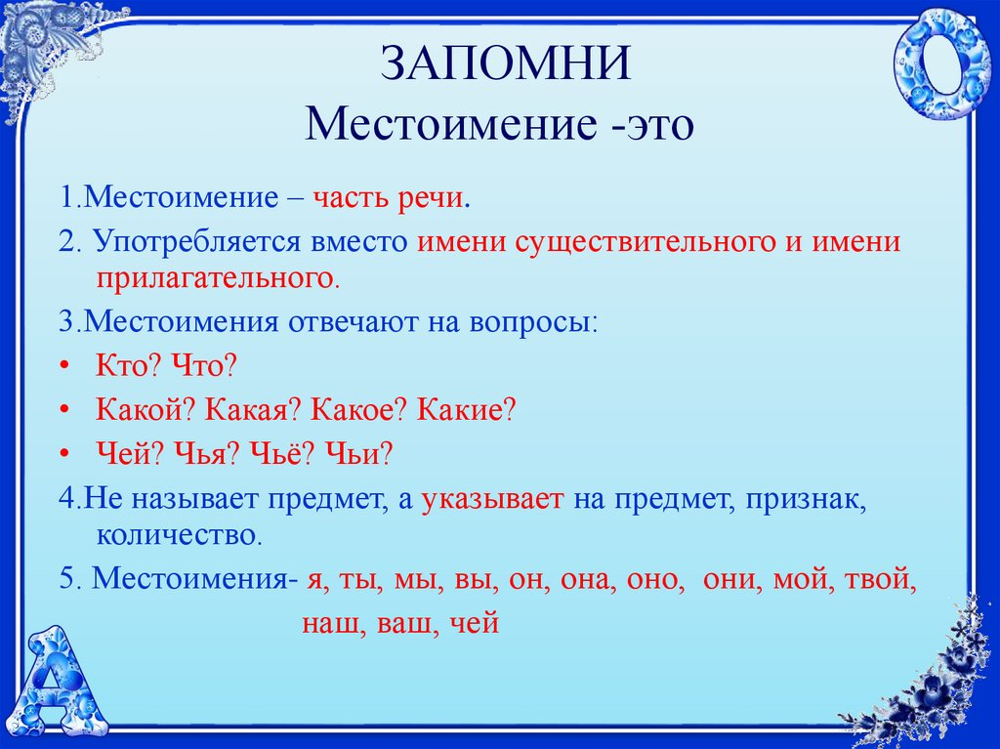 ЗАПОМНИ
Местоимение -это
1.Местоимение – часть речи.
2. Употребляется вместо имени существительного и имени
прилагательного.
3.Местоимения отвечают на вопросы:
• Кто? Что?
• Какой? Какая? Какое? Какие?
• Чей? Чья? Чьё? Чьи?
4.Не называет предмет, а указывает на предмет, признак,
количество.
5. Местоимения- я, ты, мы, вы, он, она, оно, они, мой, твой,
наш, ваш, чей
О
А